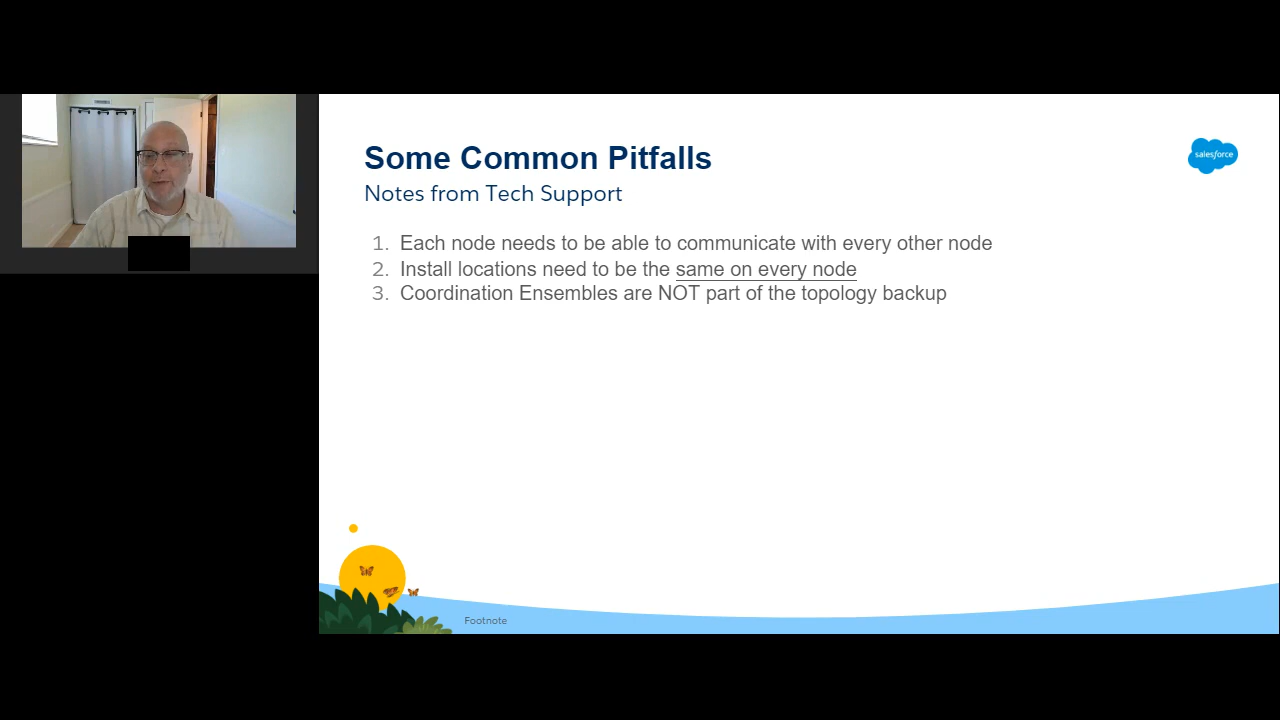 Some Common Pitfalls
salesforce
Notes from Tech Support
1. Each node needs to be able to communicate with every other node
2. Install locations need to be the same on every node
3. Coordination Ensembles are NOT part of the topology backup
Footnote